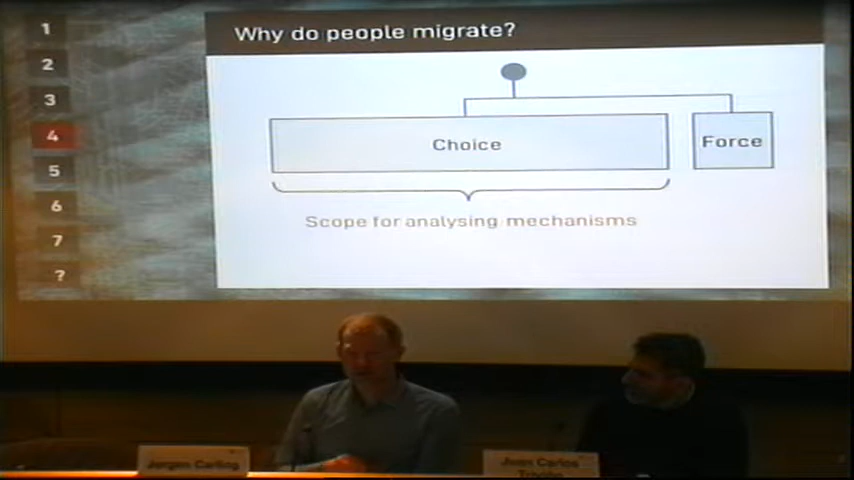 Why do people migrate?
1
2
3
4
5
6
7
?
Choice
Force
Scope for analysing mechanisms
Jørgen Carling
Juan Carlos